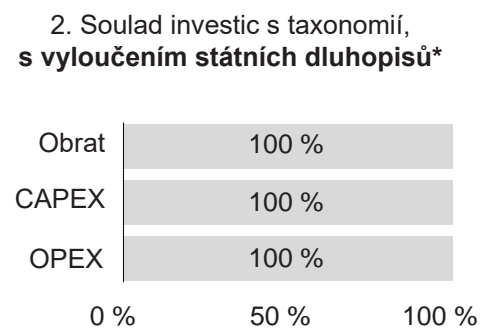 2. Soulad investic s taxonomií,
s vyloučením státních dluhopisů*
Obrat 100 %
CAPEX 100 %
OPEX 100 %
0 % 50 % 100 %